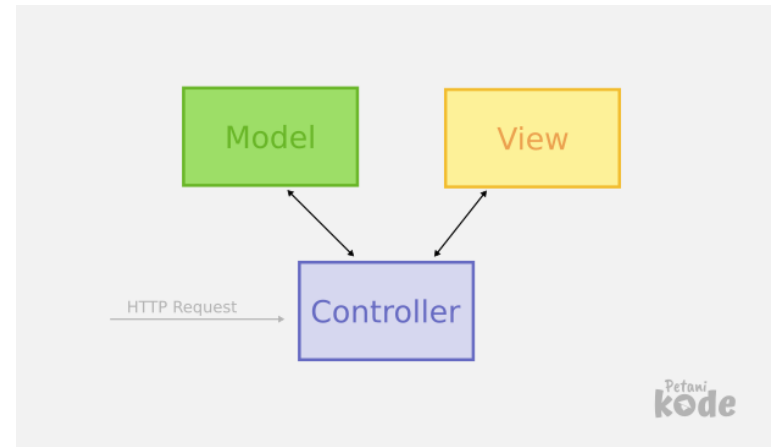 Model
View
HTTP Request
Controller
Petani
kode